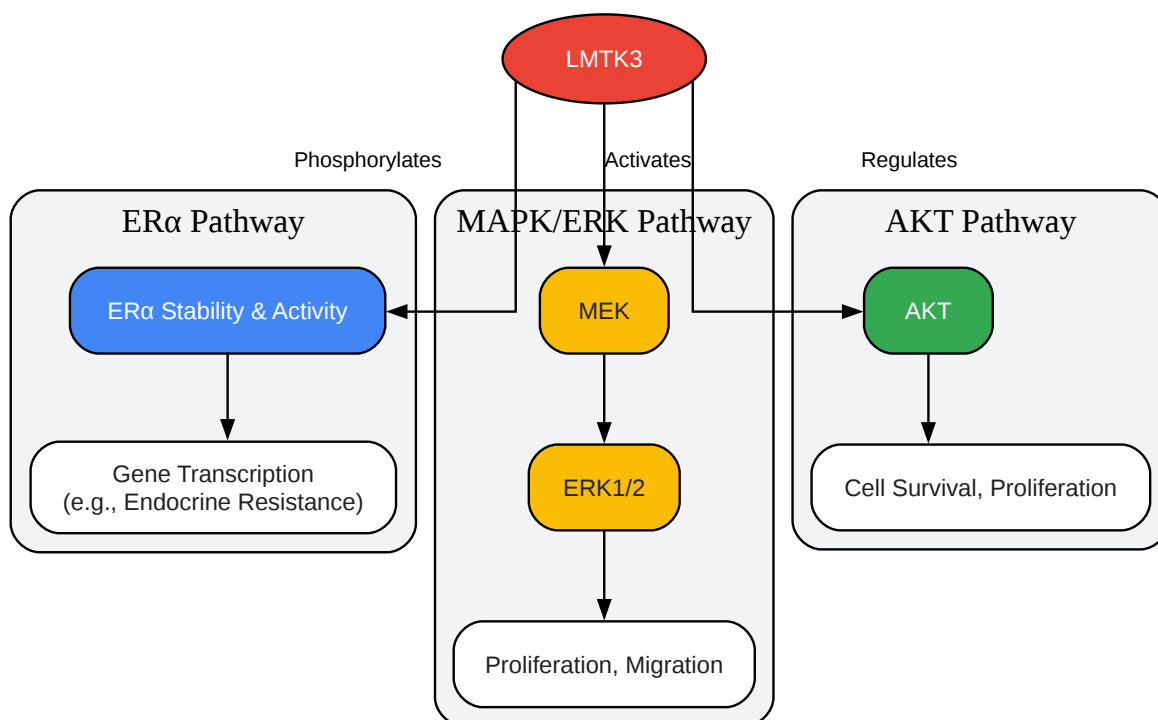 LMTK3
Phosphorylates
Activates
Regulates
ERα Pathway
MAPK/ERK Pathway
AKT Pathway
ERα Stability & Activity
MEK
AKT
Gene Transcription
(e.g., Endocrine Resistance)
ERK1/2
Cell Survival, Proliferation
Proliferation, Migration